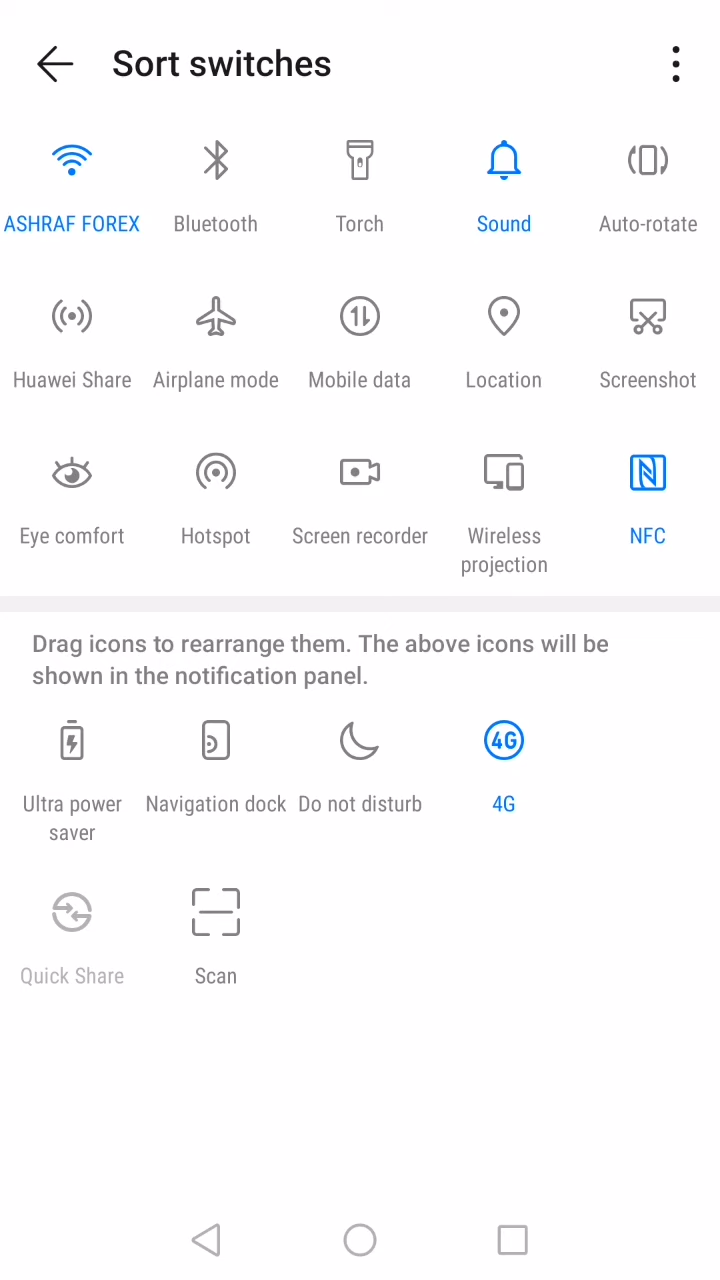 Sort switches
ASHRAF FOREX
Bluetooth
Torch
Sound
Auto-rotate
Huawei Share
Airplane mode
Mobile data
Location
Screenshot
Eye comfort
Hotspot
Screen recorder
Wireless
projection
NFC
Drag icons to rearrange them. The above icons will be
shown in the notification panel.
4G
Ultra power
saver
Navigation dock
Do not disturb
4G
Quick Share
Scan